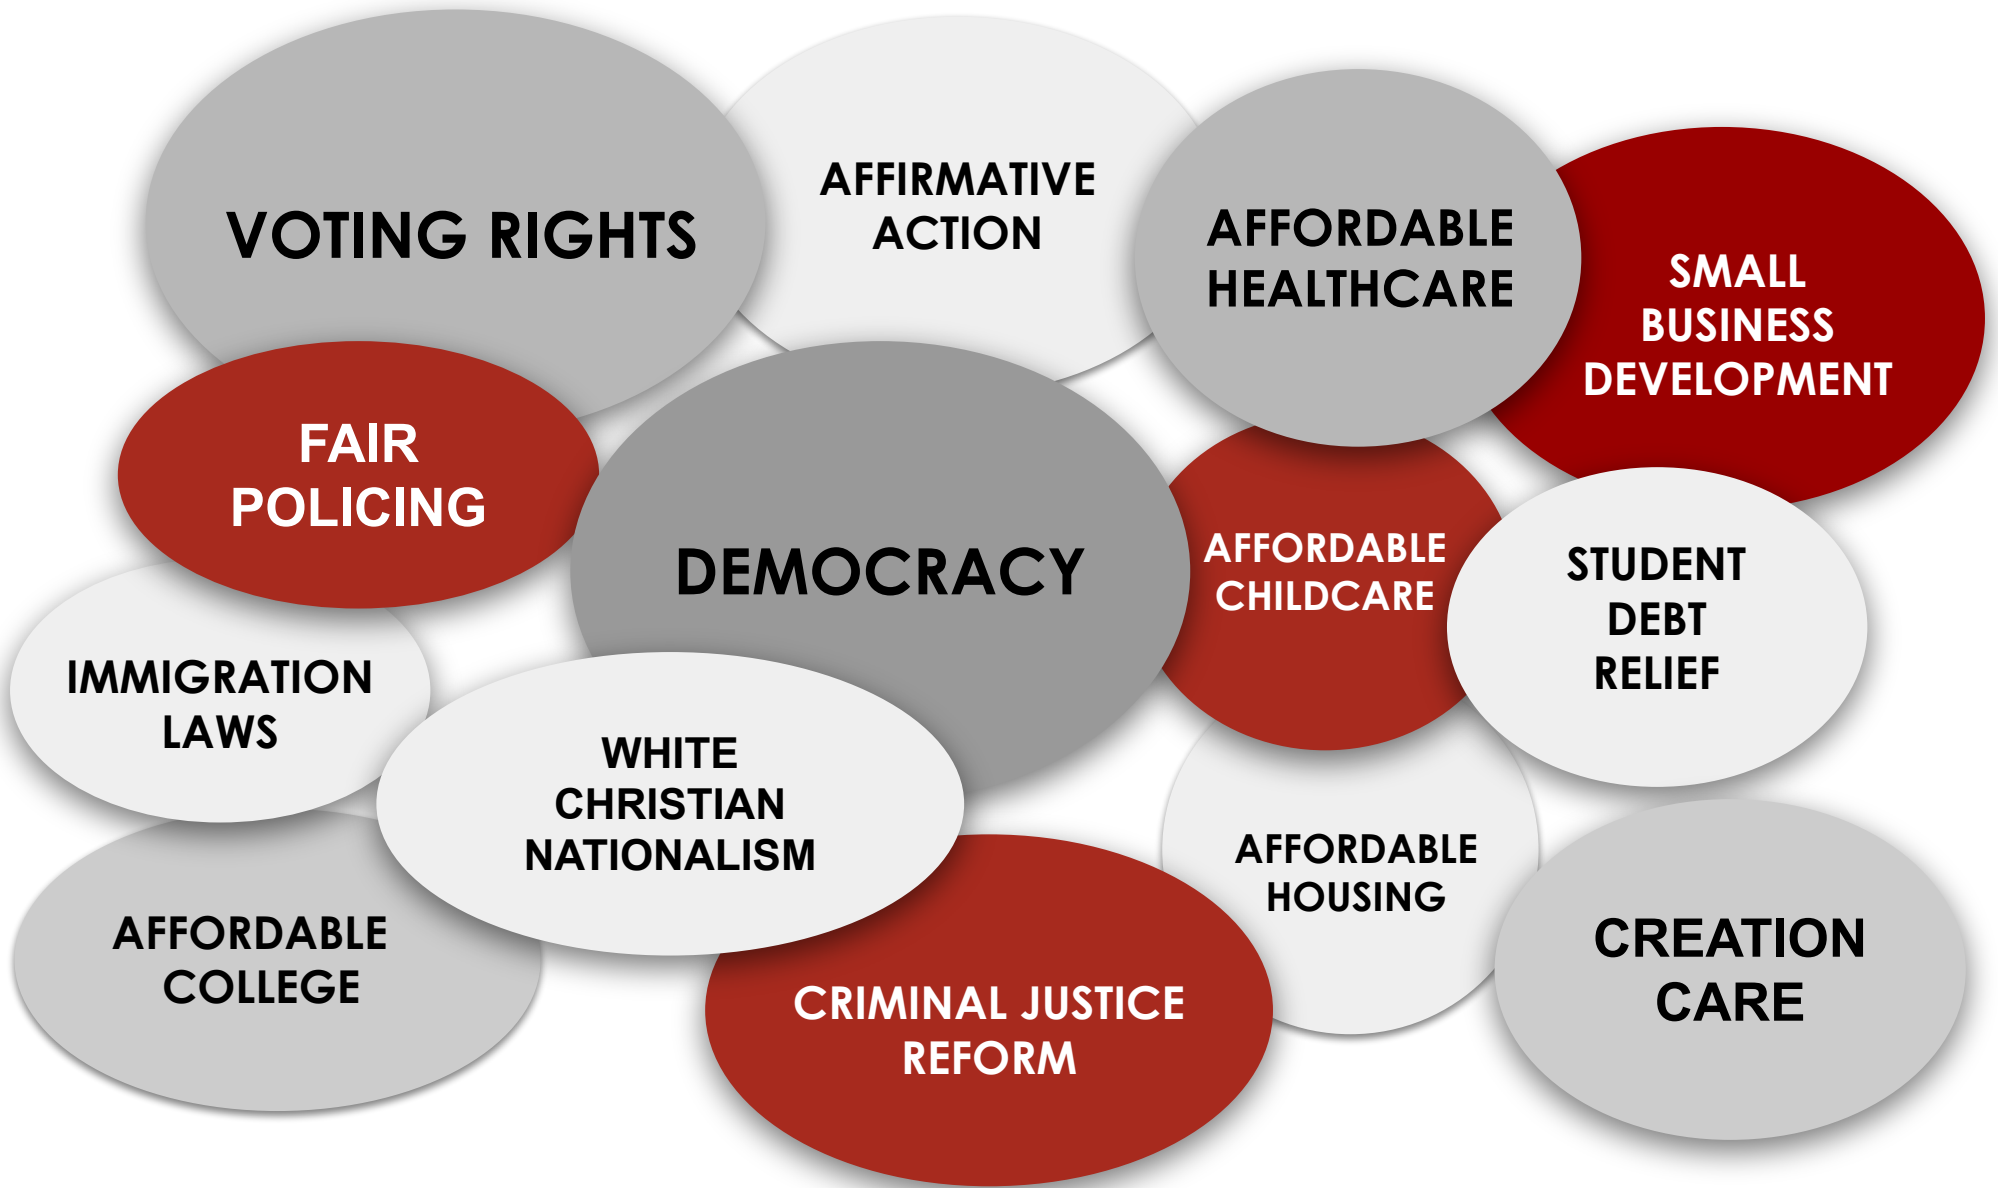 VOTING RIGHTS
AFFIRMATIVE
ACTION
AFFORDABLE
HEALTHCARE
SMALL
BUSINESS
DEVELOPMENT
FAIR
POLICING
DEMOCRACY
AFFORDABLE
CHILDCARE
STUDENT
DEBT
RELIEF
IMMIGRATION
LAWS
WHITE
CHRISTIAN
NATIONALISM
AFFORDABLE
HOUSING
AFFORDABLE
COLLEGE
CRIMINAL JUSTICE
REFORM
CREATION
CARE